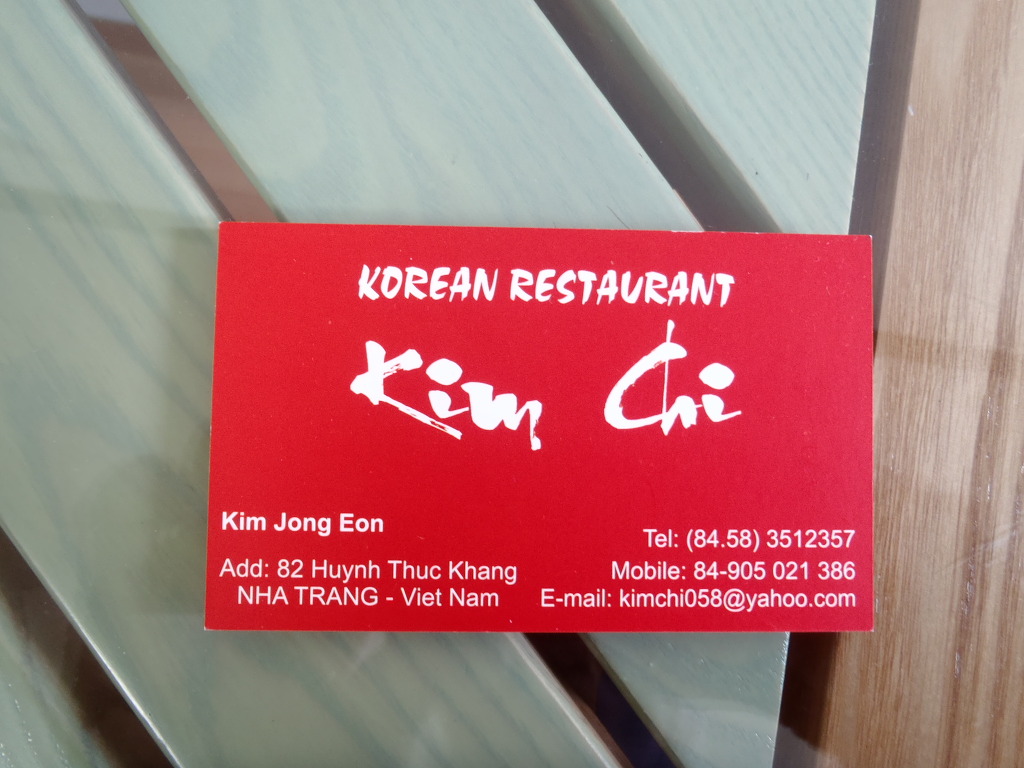 KOREAN RESTAURANT
Kim Chi
Kim Jong Eon
Add: 82 Huynh Thuc Khang
NHA TRANG - Viet Nam
Tel: (84.58) 3512357
Mobile: 84-905 021 386
E-mail: kimchi058@yahoo.com